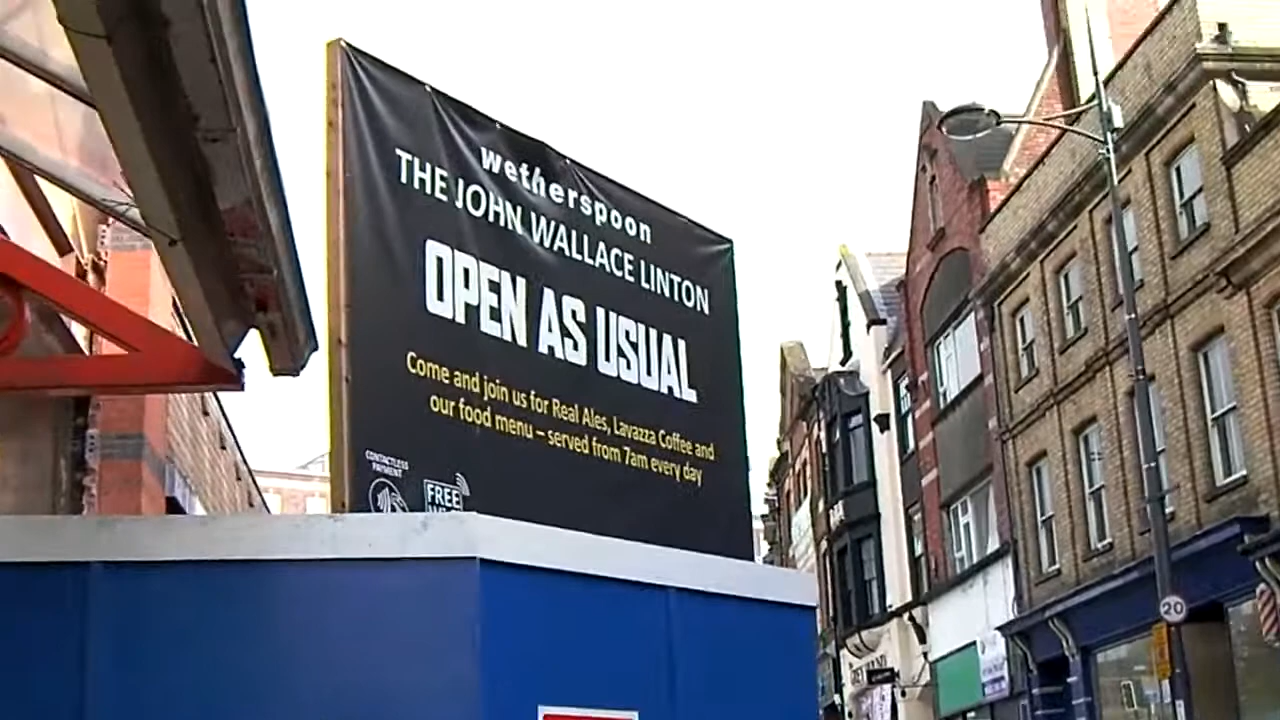 wetherspoon
THE JOHN WALLACE LINTON
OPEN AS USUAL
Come and join us for Real Ales, Lavazza Coffee and
our food menu – served from 7am every day
CONTACTLESS
PAYMENT
FREE
20